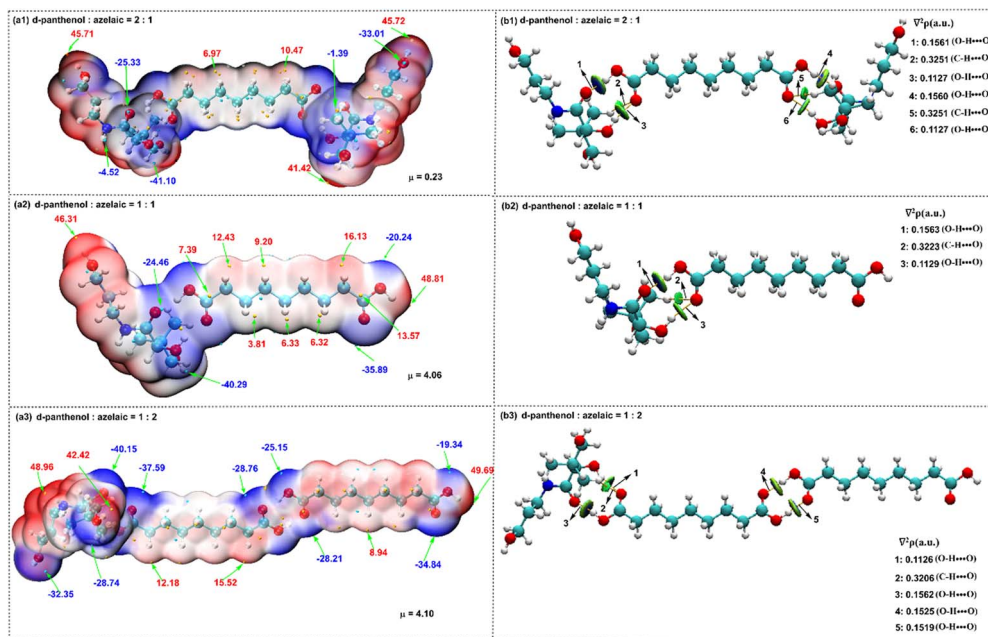 (a1) d-panthenol : azelaic = 2 : 1
45.71
-25.33
6.97
10.47
-1.39
45.72
-33.01
-4.52
-41.10
41.42
μ = 0.23
(b1) d-panthenol : azelaic = 2 : 1
1
2
3
4
5
6
∇²ρ(a.u.)
1: 0.1561 (O-H•••O)
2: 0.3251 (C-H•••O)
3: 0.1127 (O-H•••O)
4: 0.1560 (O-H•••O)
5: 0.3251 (C-H•••O)
6: 0.1127 (O-H•••O)
(a2) d-panthenol : azelaic = 1 : 1
46.31
-24.46
7.39
12.43
9.20
16.13
-20.24
48.81
13.57
3.81
6.33
6.32
-35.89
-40.29
μ = 4.06
(b2) d-panthenol : azelaic = 1 : 1
1
2
3
∇²ρ(a.u.)
1: 0.1563 (O-H•••O)
2: 0.3223 (C-H•••O)
3: 0.1129 (O-H•••O)
(a3) d-panthenol : azelaic = 1 : 2
48.96
42.42
-40.15
-37.59
-28.76
-25.15
-19.34
49.69
-32.35
-28.74
12.18
15.52
-28.21
8.94
-34.84
μ = 4.10
(b3) d-panthenol : azelaic = 1 : 2
1
2
3
4
5
∇²ρ(a.u.)
1: 0.1126 (O-H•••O)
2: 0.3206 (C-H•••O)
3: 0.1562 (O-H•••O)
4: 0.1525 (O-H•••O)
5: 0.1519 (O-H•••O)